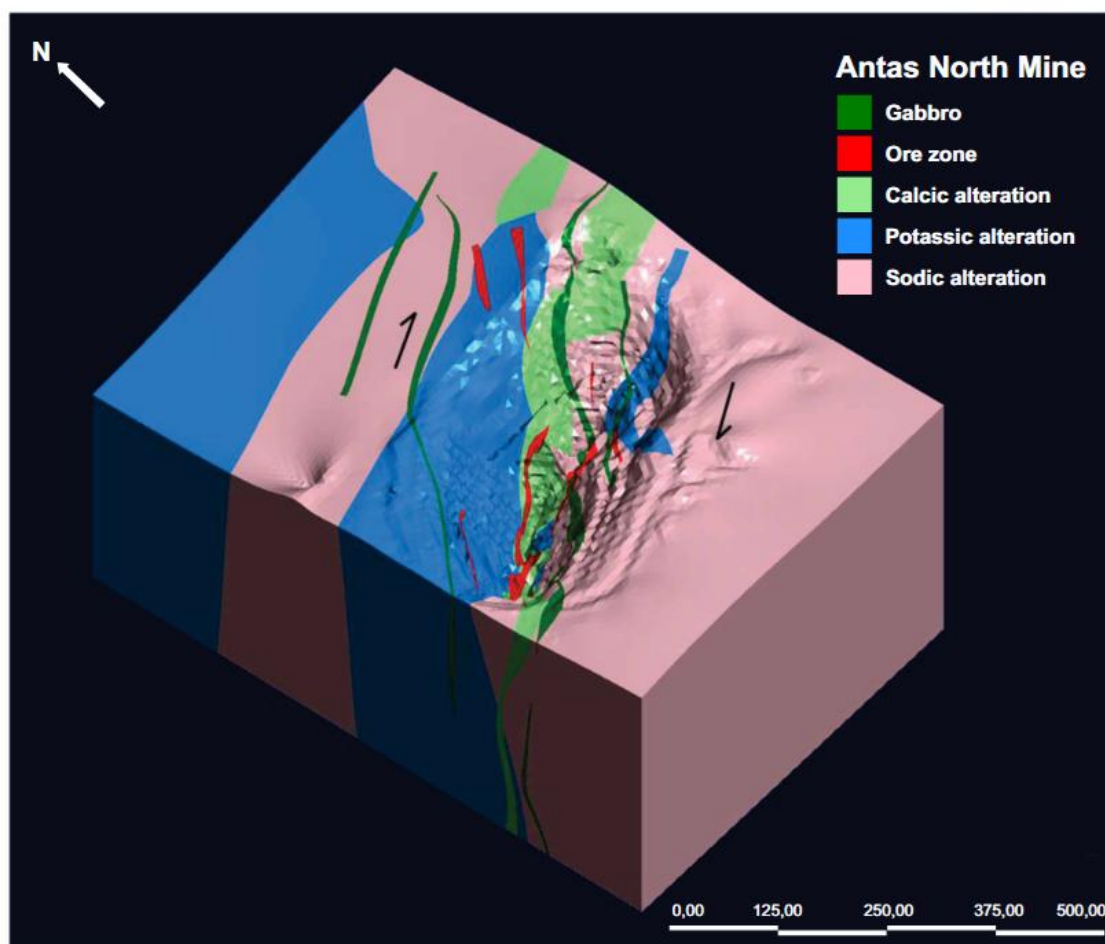 N
Antas North Mine
Gabbro
Ore zone
Calcic alteration
Potassic alteration
Sodic alteration
0,00 125,00 250,00 375,00 500,00